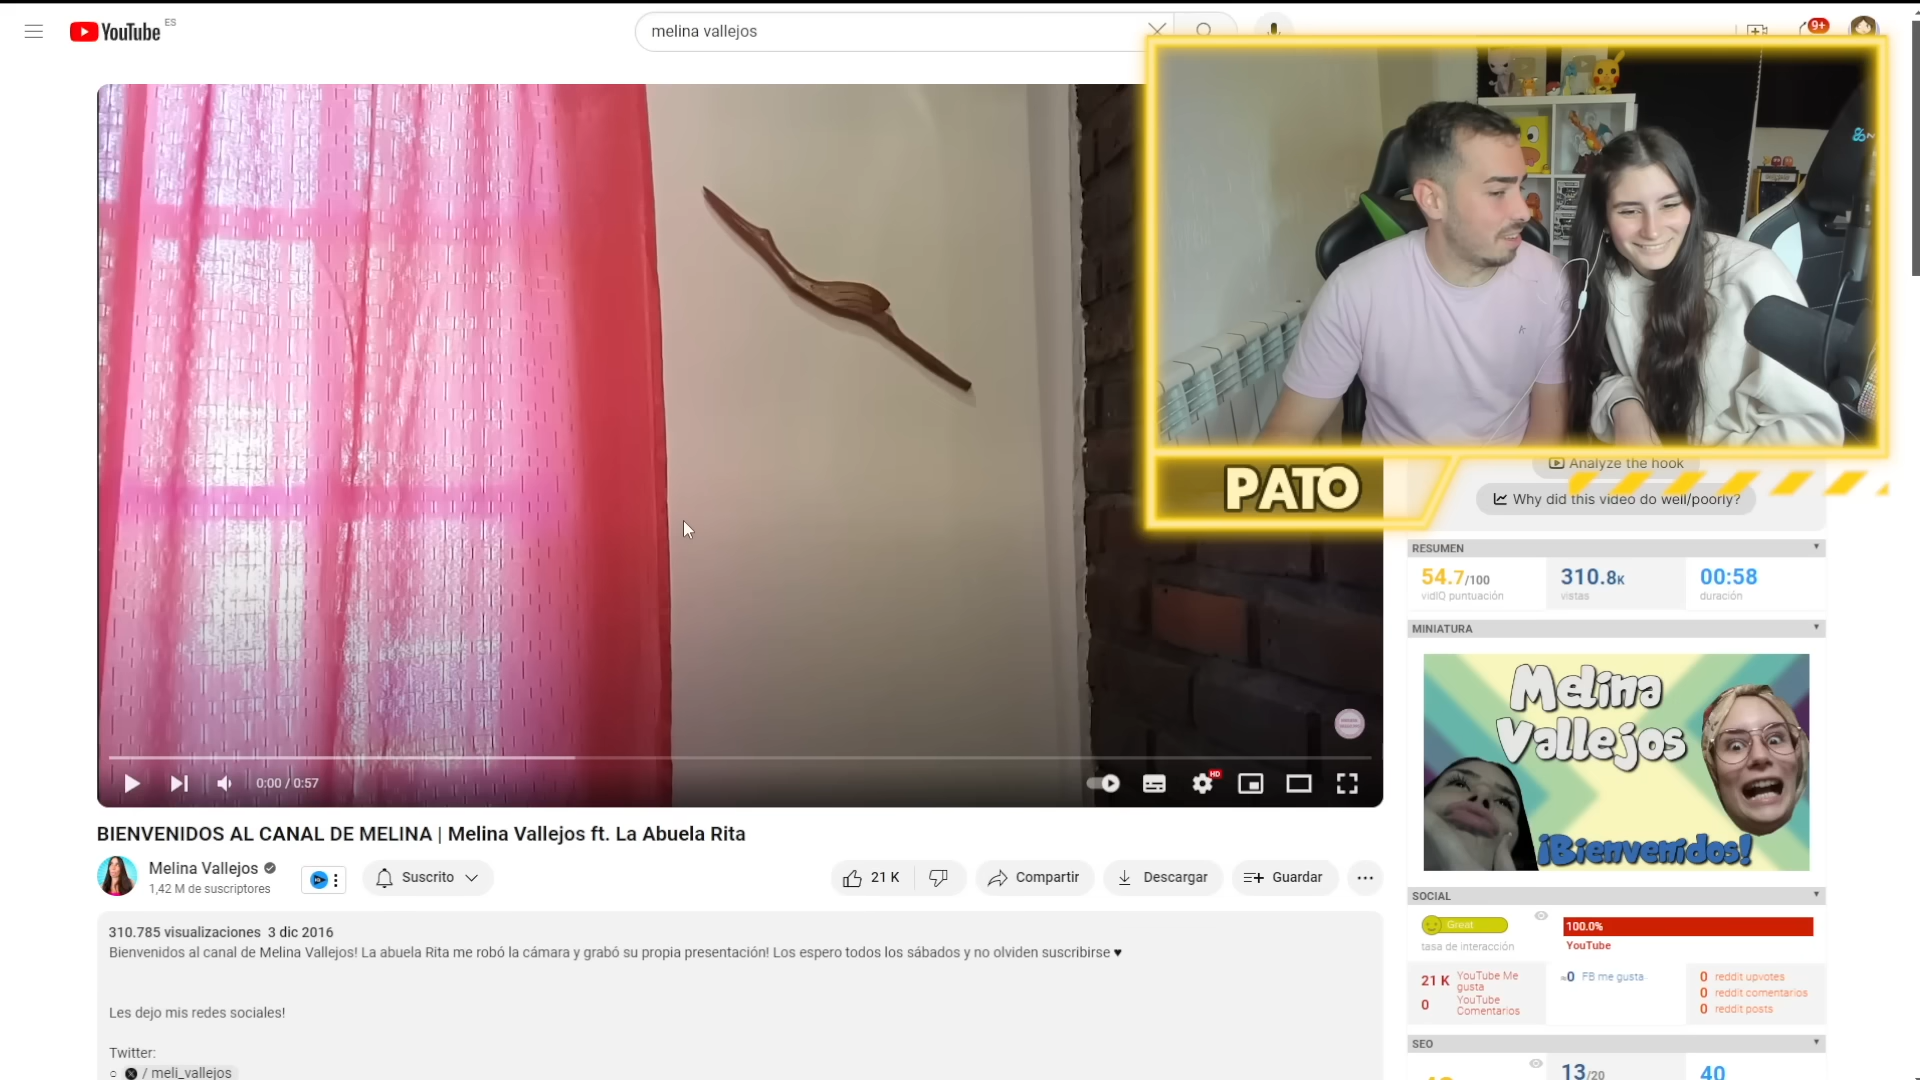 YouTube ES
melina vallejos
9+
PATO
Analyze the hook
Why did this video do well/poorly?
RESUMEN
54.7/100
vidIQ puntuación
310.8K
vistas
00:58
duración
MINIATURA
Melina
Vallejos
¡Bienvenidos!
0:00 / 0:57
HD
BIENVENIDOS AL CANAL DE MELINA | Melina Vallejos ft. La Abuela Rita
Melina Vallejos
1,42 M de suscriptores
Suscrito
21 K
Compartir
Descargar
Guardar
310.785 visualizaciones 3 dic 2016
Bienvenidos al canal de Melina Vallejos! La abuela Rita me robó la cámara y grabó su propia presentación! Los espero todos los sábados y no olviden suscribirse ♥
Les dejo mis redes sociales!
Twitter:
○ / meli_vallejos
SOCIAL
Great
tasa de interacción
100.0%
YouTube
21 K YouTube Me gusta
0 YouTube Comentarios
0 FB me gusta
0 reddit upvotes
0 reddit comentarios
0 reddit posts
SEO
13/20
40